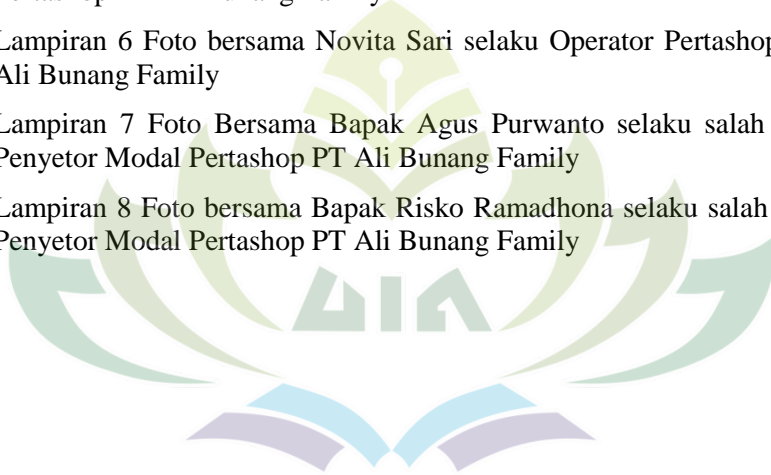 Lampiran 6 Foto bersama Novita Sari selaku Operator Pertashop
Ali Bunang Family
Lampiran 7 Foto Bersama Bapak Agus Purwanto selaku salah
Penyetor Modal Pertashop PT Ali Bunang Family
Lampiran 8 Foto bersama Bapak Risko Ramadhona selaku salah
Penyetor Modal Pertashop PT Ali Bunang Family
UIN